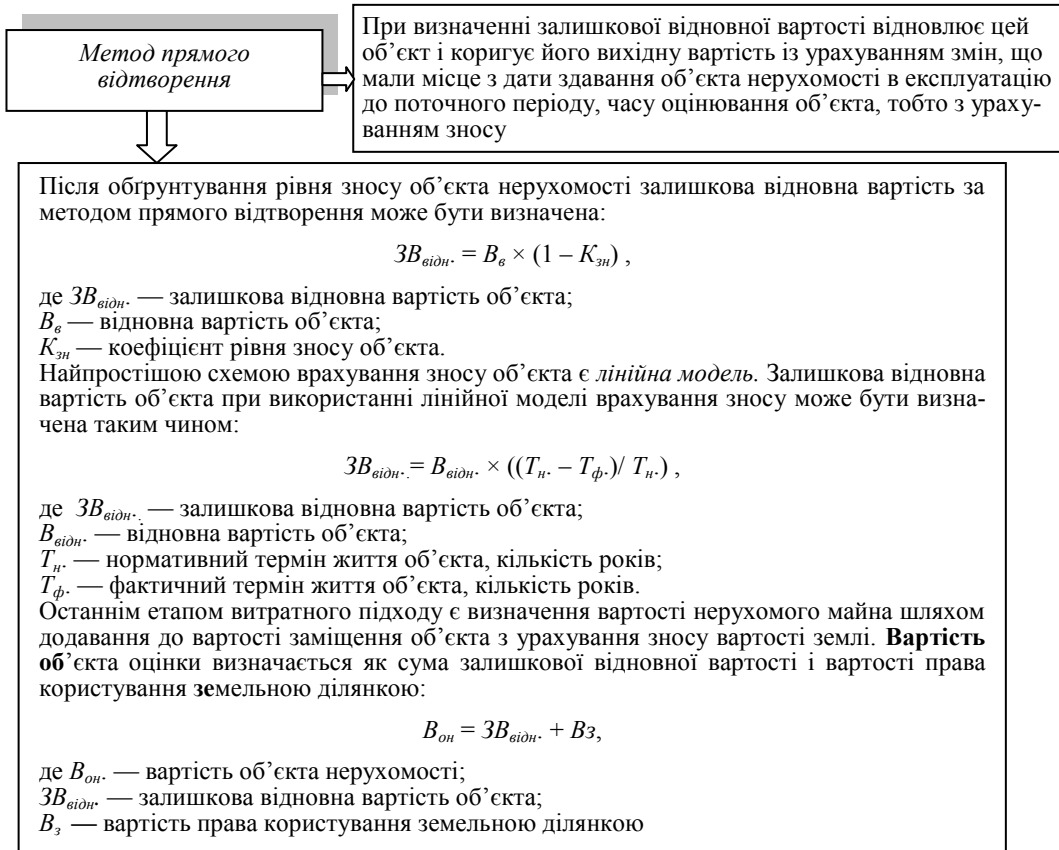 Метод прямого
відтворення
При визначенні залишкової відновної вартості відновлює цей
об’єкт і коригує його вихідну вартість із урахуванням змін, що
мали місце з дати здавання об’єкта нерухомості в експлуатацію
до поточного періоду, часу оцінювання об’єкта, тобто з ураху-
ванням зносу
Після обґрунтування рівня зносу об’єкта нерухомості залишкова відновна вартість за
методом прямого відтворення може бути визначена:
ЗВвідн. = Вв × (1 – Кзн) ,
де ЗВвідн. — залишкова відновна вартість об’єкта;
Вв — відновна вартість об’єкта;
Кзн — коефіцієнт рівня зносу об’єкта.
Найпростішою схемою врахування зносу об’єкта є лінійна модель. Залишкова відновна
вартість об’єкта при використанні лінійної моделі врахування зносу може бути визна-
чена таким чином:
ЗВвідн..= Ввідн. × ((Тн. – Тф.)/ Тн.) ,
де ЗВвідн.. — залишкова відновна вартість об’єкта;
Ввідн. — відновна вартість об’єкта;
Тн. — нормативний термін життя об’єкта, кількість років;
Тф. — фактичний термін життя об’єкта, кількість років.
Останнім етапом витратного підходу є визначення вартості нерухомого майна шляхом
додавання до вартості заміщення об’єкта з урахування зносу вартості землі. Вартість
об’єкта оцінки визначається як сума залишкової відновної вартості і вартості права
користування земельною ділянкою:
Вон = ЗВвідн. + Вз,
де Вон. — вартість об’єкта нерухомості;
ЗВвідн. — залишкова відновна вартість об’єкта;
Вз — вартість права користування земельною ділянкою